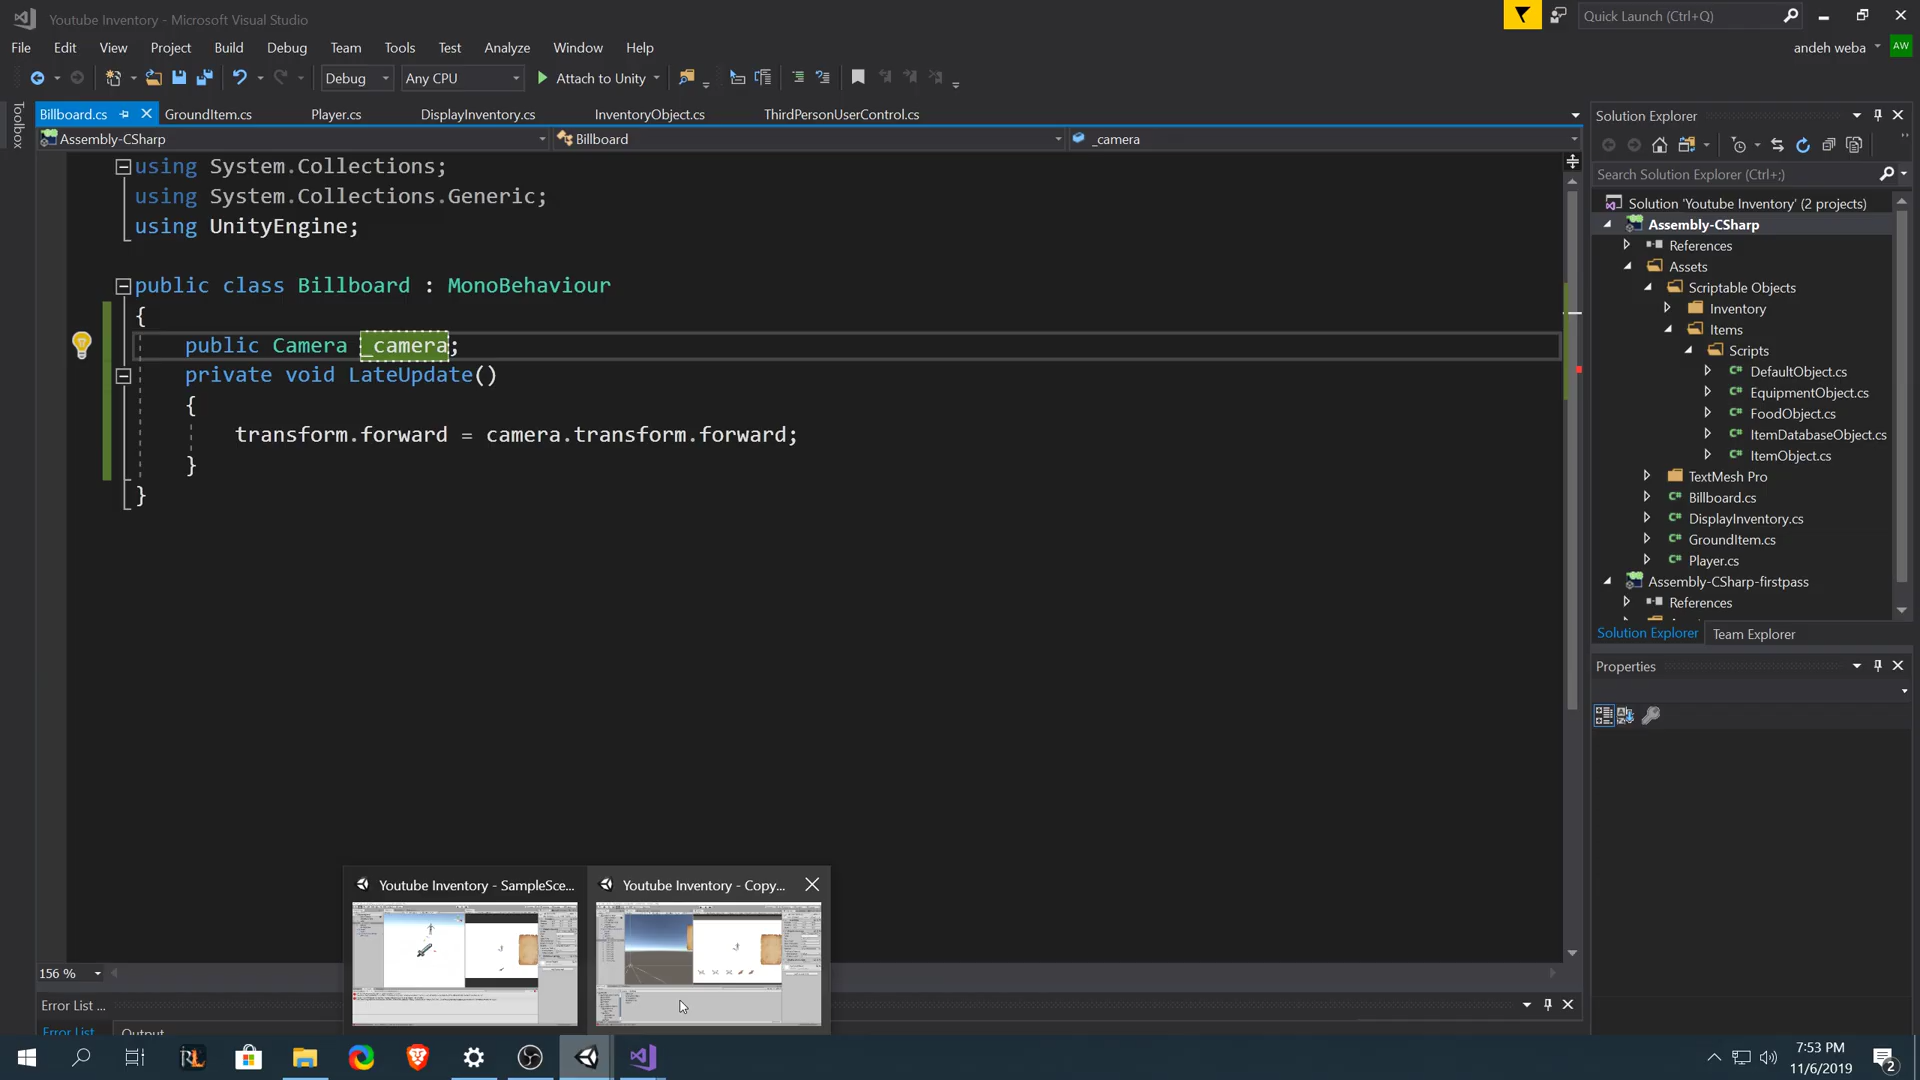 Youtube Inventory - Microsoft Visual Studio
Quick Launch (Ctrl+Q)
File Edit View Project Build Debug Team Tools Test Analyze Window Help
andeh weba AW
Debug Any CPU Attach to Unity
Toolbox
Billboard.cs GroundItem.cs Player.cs DisplayInventory.cs InventoryObject.cs ThirdPersonUserControl.cs
Assembly-CSharp Billboard _camera
using System.Collections;
using System.Collections.Generic;
using UnityEngine;
public class Billboard : MonoBehaviour
{
public Camera _camera;
private void LateUpdate()
{
transform.forward = camera.transform.forward;
}
}
Solution Explorer
Search Solution Explorer (Ctrl+;)
Solution 'Youtube Inventory' (2 projects)
Assembly-CSharp
References
Assets
Scriptable Objects
Inventory
Items
Scripts
DefaultObject.cs
EquipmentObject.cs
FoodObject.cs
ItemDatabaseObject.cs
ItemObject.cs
TextMesh Pro
Billboard.cs
DisplayInventory.cs
GroundItem.cs
Player.cs
Assembly-CSharp-firstpass
References
Solution Explorer Team Explorer
Properties
Youtube Inventory - SampleSce...
Youtube Inventory - Copy...
156 %
Error List ...
Error List Output
7:53 PM
11/6/2019
2